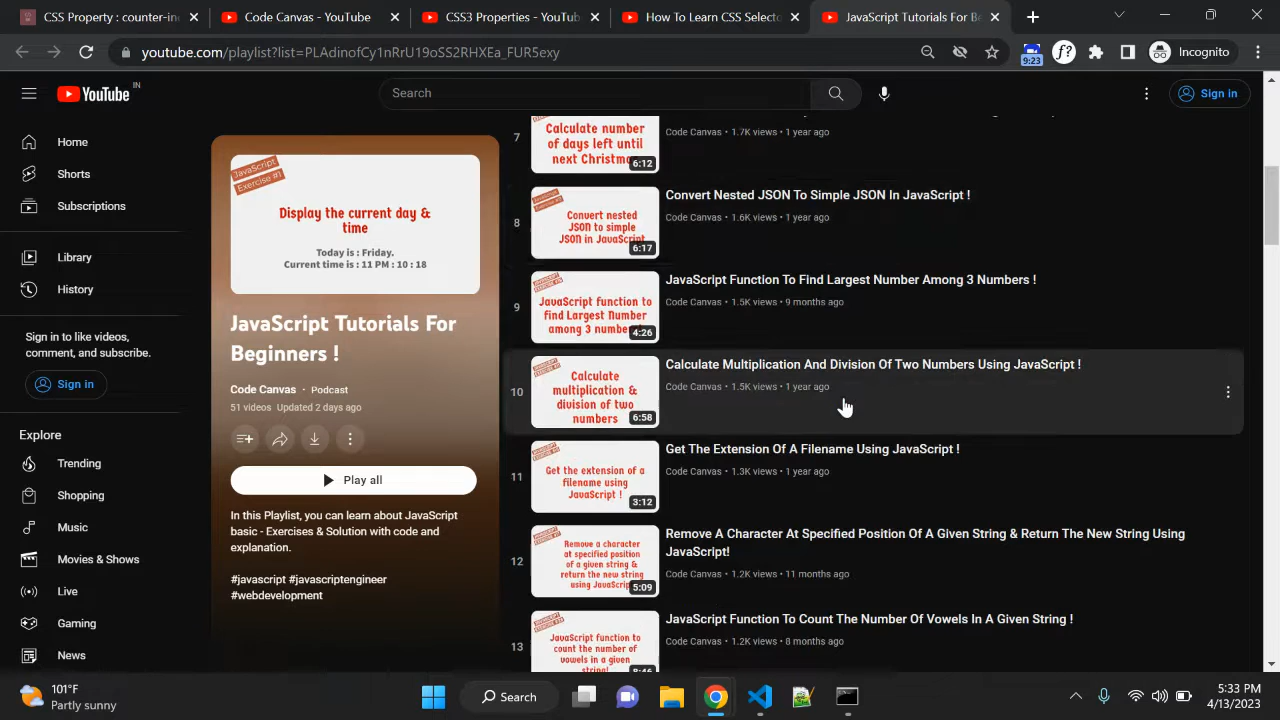 CSS Property : counter-in
Code Canvas - YouTube
CSS3 Properties - YouTub
How To Learn CSS Selecto
JavaScript Tutorials For Be
youtube.com/playlist?list=PLAdinofCy1nRrU19oSS2RHXEa_FUR5exy
9:23
f?
Incognito
YouTube IN
Search
Sign in
Home
Shorts
Subscriptions
Library
History
Sign in to like videos,
comment, and subscribe.
Sign in
Explore
Trending
Shopping
Music
Movies & Shows
Live
Gaming
News
JavaScript
Exercise #1
Display the current day &
time
Today is : Friday.
Current time is : 11 PM : 10 : 18
JavaScript Tutorials For
Beginners !
Code Canvas • Podcast
51 videos Updated 2 days ago
Play all
In this Playlist, you can learn about JavaScript
basic - Exercises & Solution with code and
explanation.
#javascript #javascriptbeginner
#webdevelopment
7
Calculate number
of days left until
next Christmas
6:12
Code Canvas • 1.7K views • 1 year ago
8
Convert nested
JSON to simple
JSON in JavaScript
6:17
Convert Nested JSON To Simple JSON In JavaScript !
Code Canvas • 1.6K views • 1 year ago
9
JavaScript function to
find Largest Number
among 3 numbers!
4:26
JavaScript Function To Find Largest Number Among 3 Numbers !
Code Canvas • 1.5K views • 9 months ago
10
Calculate
multiplication &
division of two
numbers
6:58
Calculate Multiplication And Division Of Two Numbers Using JavaScript !
Code Canvas • 1.5K views • 1 year ago
11
Get the extension of a
filename using
JavaScript !
3:12
Get The Extension Of A Filename Using JavaScript !
Code Canvas • 1.3K views • 1 year ago
12
Remove a character
at specified position
of a given string &
return the new string
using JavaScript
5:09
Remove A Character At Specified Position Of A Given String & Return The New String Using
JavaScript!
Code Canvas • 1.2K views • 11 months ago
13
JavaScript function to
count the number of
vowels in a given
string!
8:46
JavaScript Function To Count The Number Of Vowels In A Given String !
Code Canvas • 1.2K views • 8 months ago
101°F
Partly sunny
Search
5:33 PM
4/13/2023